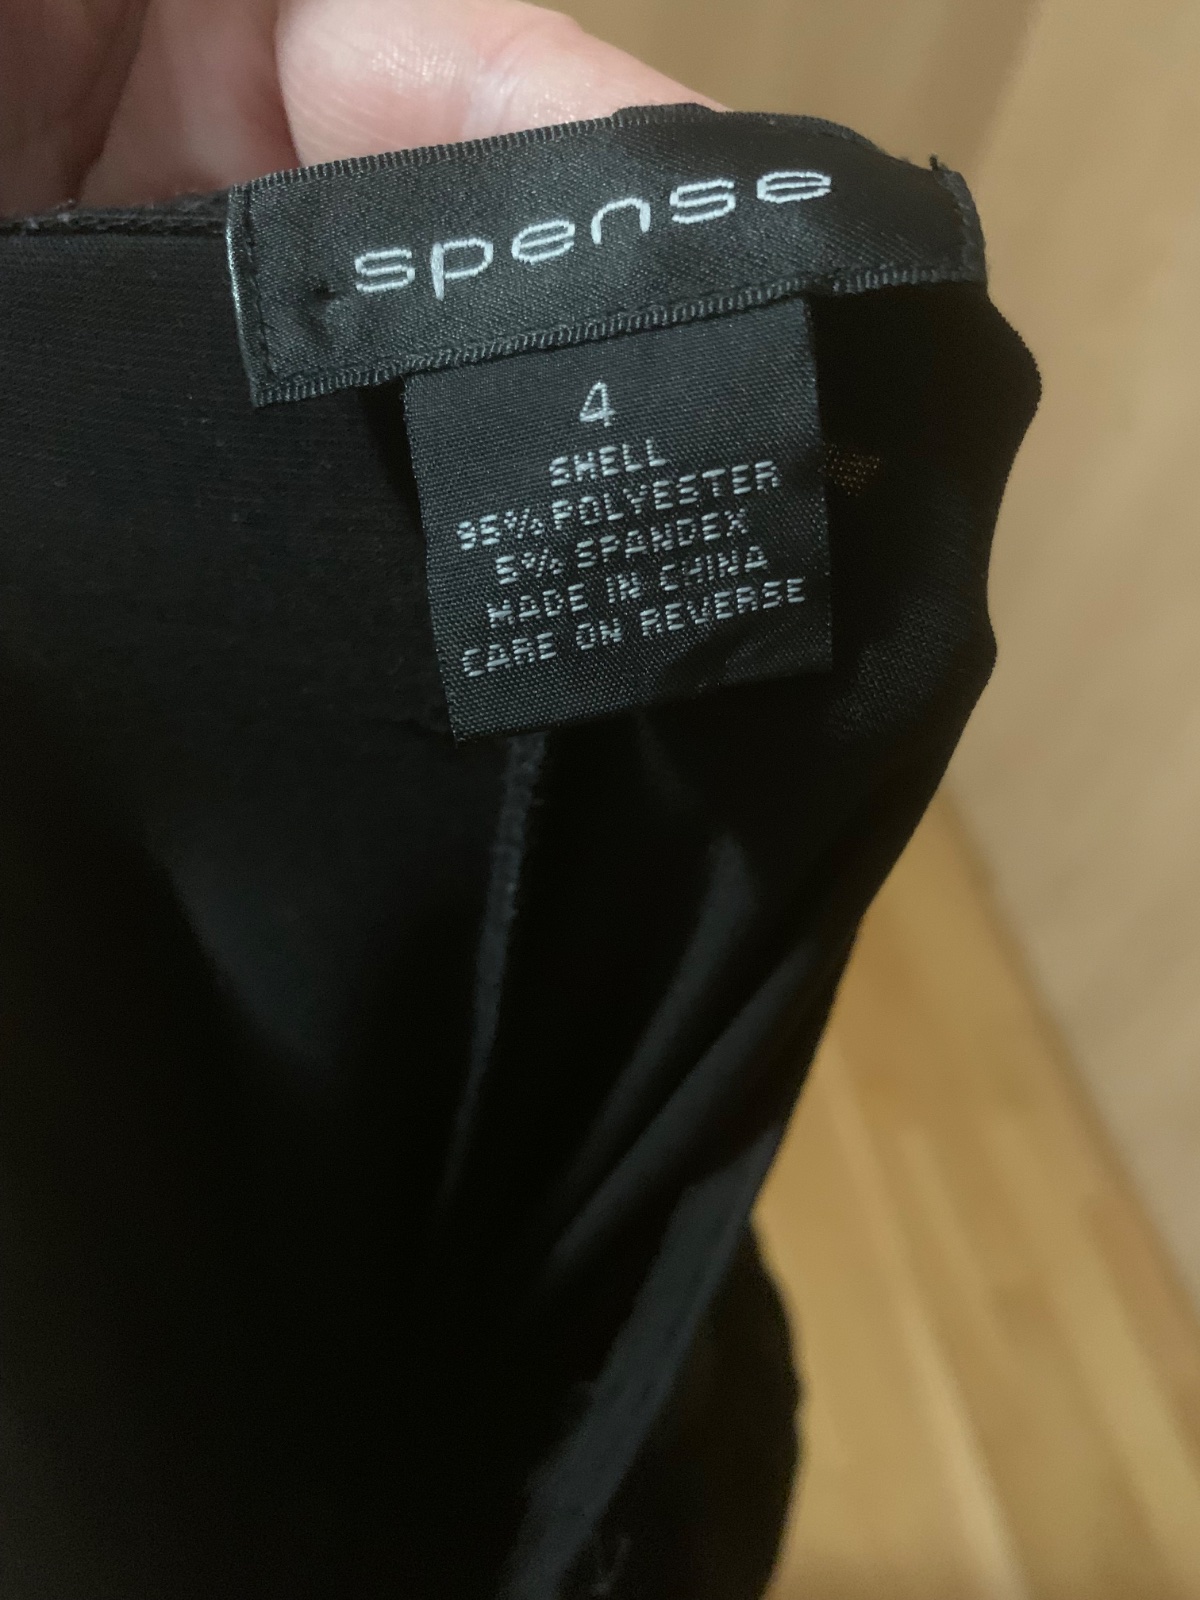 spense
4
SHELL
95% POLYESTER
5% SPANDEX
MADE IN CHINA
CARE ON REVERSE